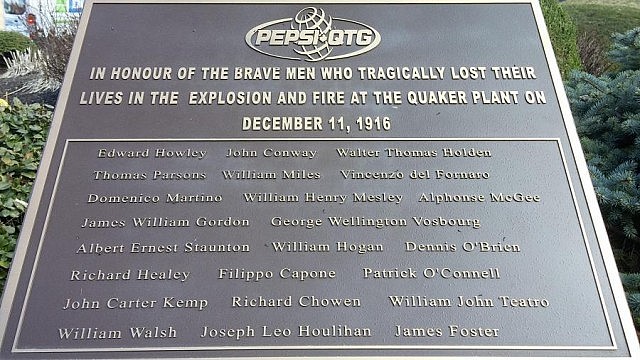 PEPSI•QTG
IN HONOUR OF THE BRAVE MEN WHO TRAGICALLY LOST THEIR
LIVES IN THE EXPLOSION AND FIRE AT THE QUAKER PLANT ON
DECEMBER 11, 1916
Edward Howley John Conway Walter Thomas Holden
Thomas Parsons William Miles Vincenzo del Fornaro
Domenico Martino William Henry Mesley Alphonse McGee
James William Gordon George Wellington Vosbourg
Albert Ernest Staunton William Hogan Dennis O'Brien
Richard Healey Filippo Capone Patrick O'Connell
John Carter Kemp Richard Chowen William John Teatro
William Walsh Joseph Leo Houlihan James Foster